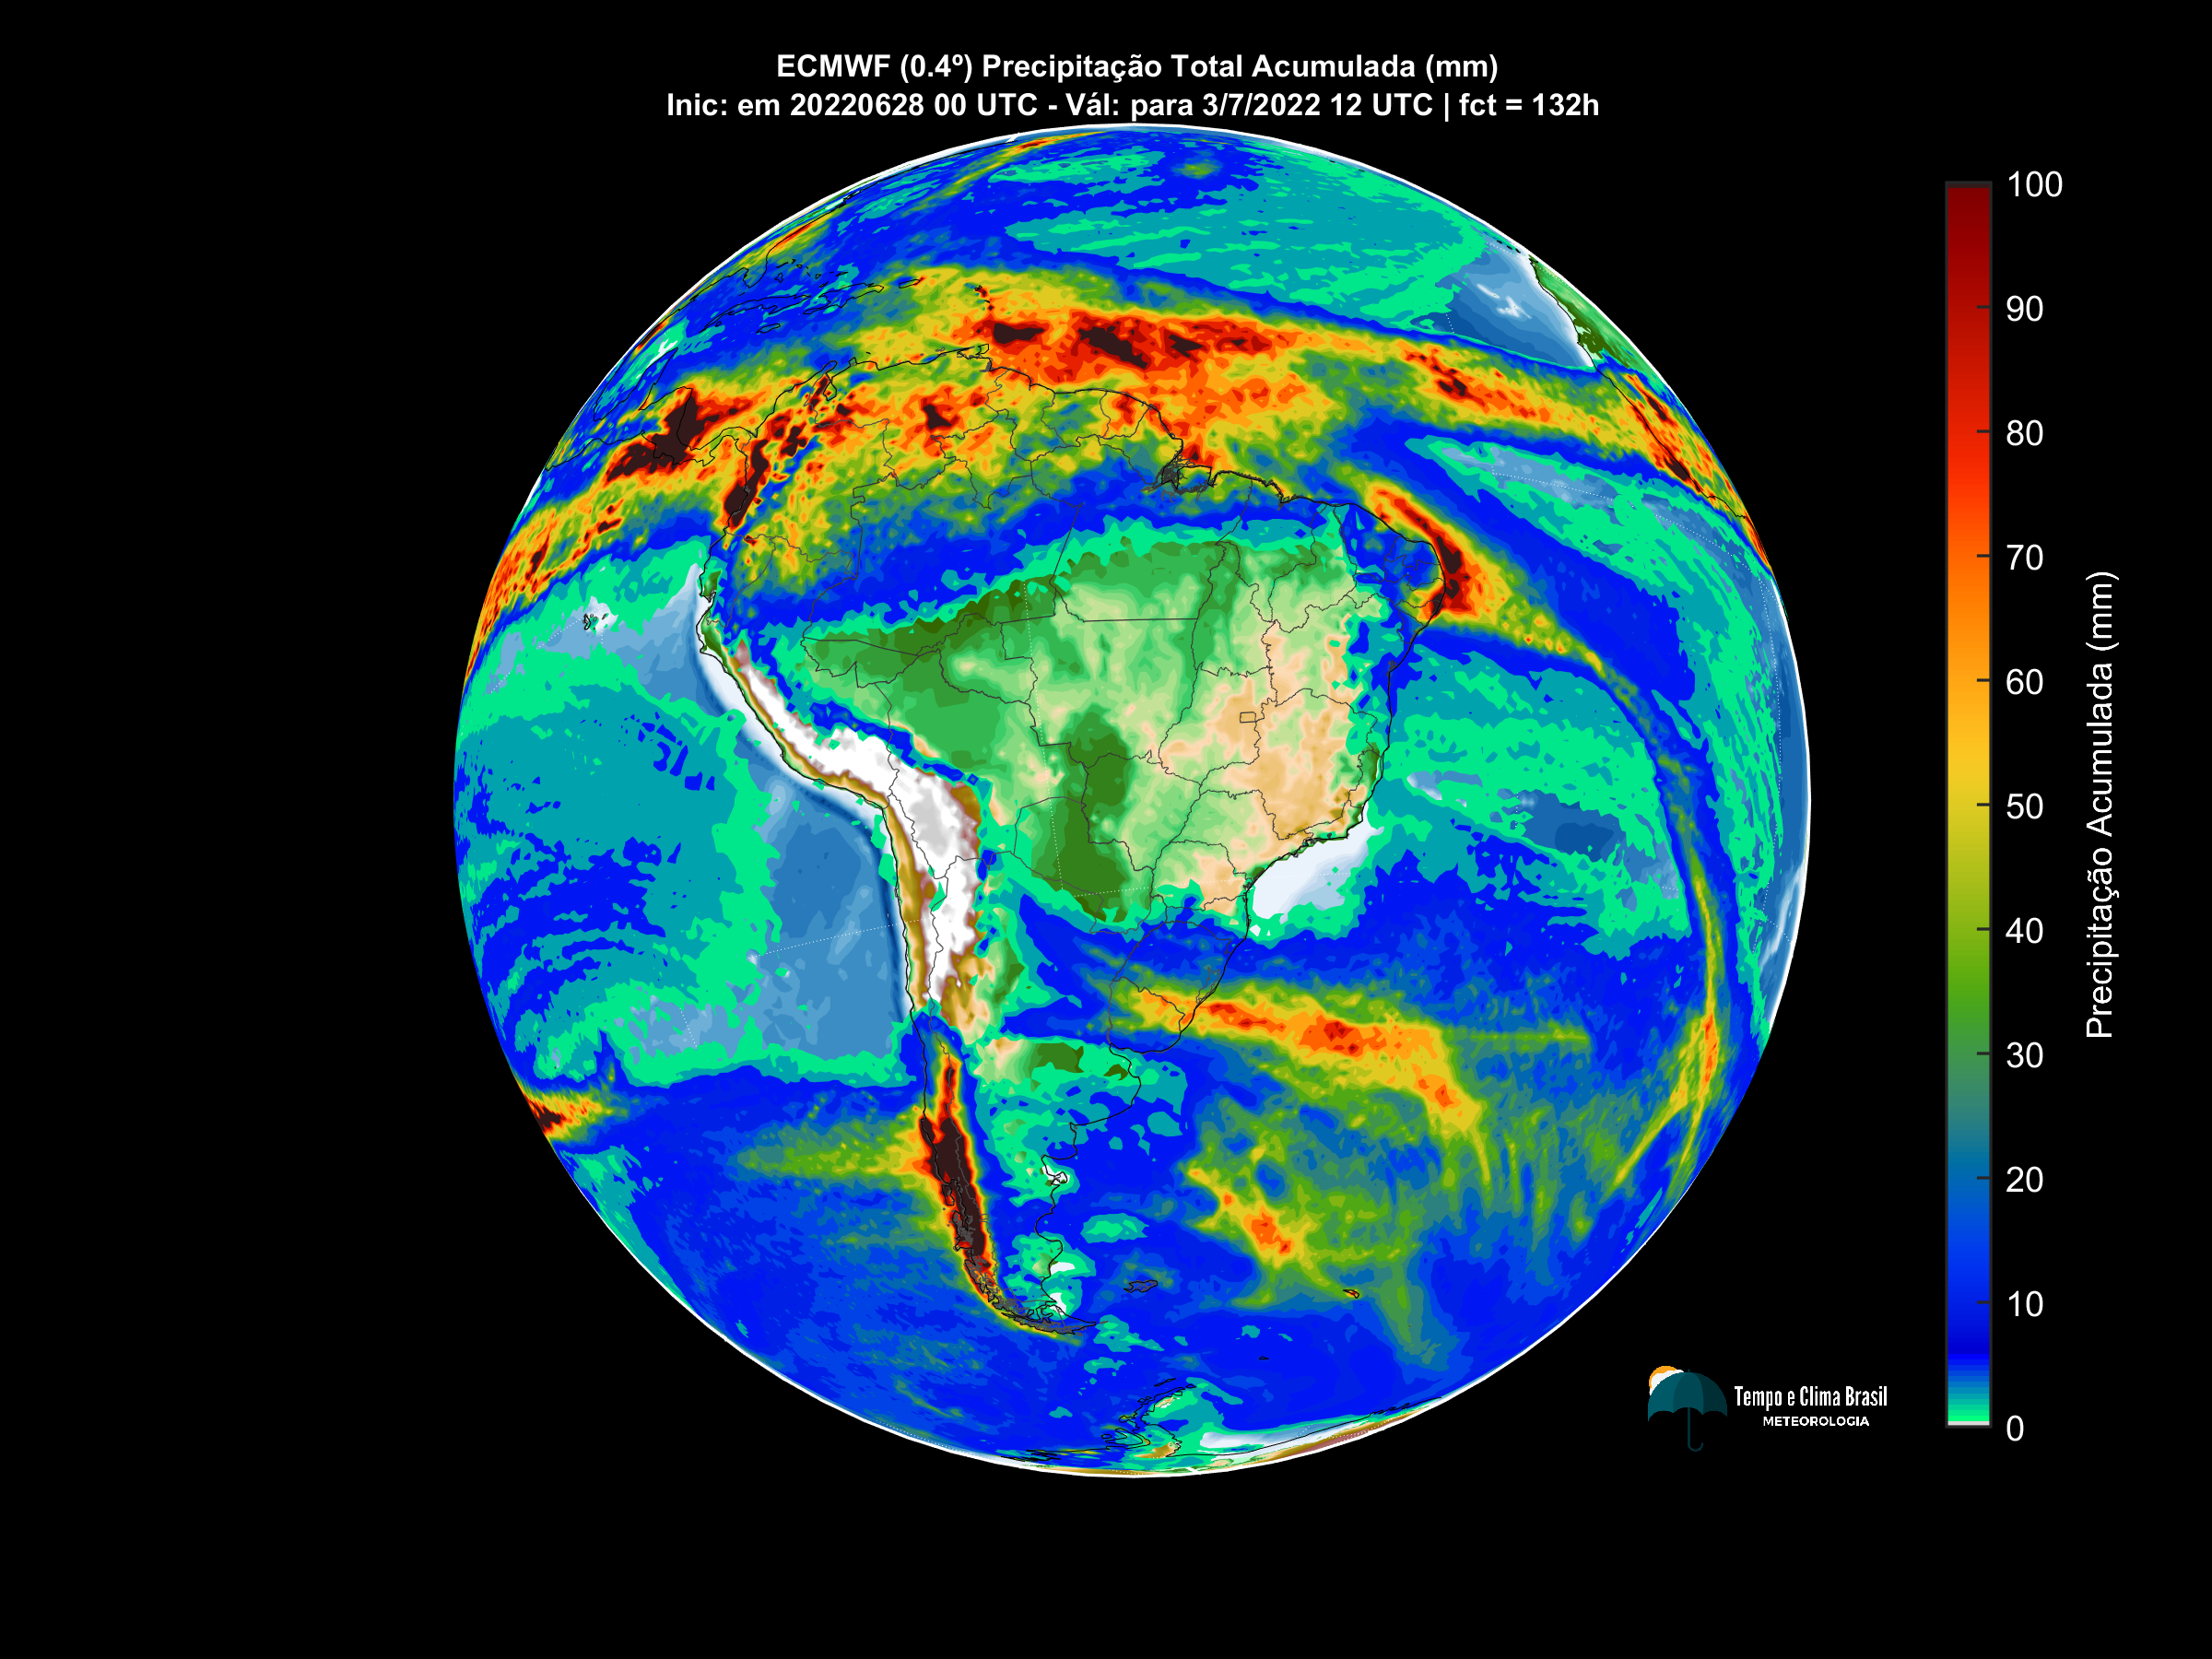 ECMWF (0.4º) Precipitação Total Acumulada (mm)
Inic: em 20220628 00 UTC - Vál: para 3/7/2022 12 UTC | fct = 132h
100
90
80
70
60
50
40
30
20
10
0
Precipitação Acumulada (mm)
Tempo e Clima Brasil
METEOROLOGIA